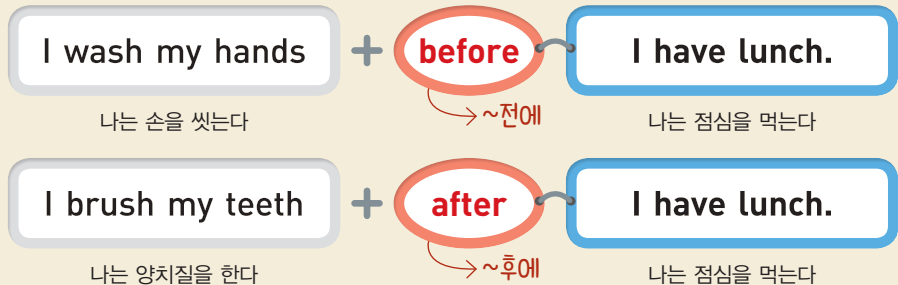 I wash my hands + before I have lunch.
~전에
나는 손을 씻는다 나는 점심을 먹는다
I brush my teeth + after I have lunch.
~후에
나는 양치질을 한다 나는 점심을 먹는다